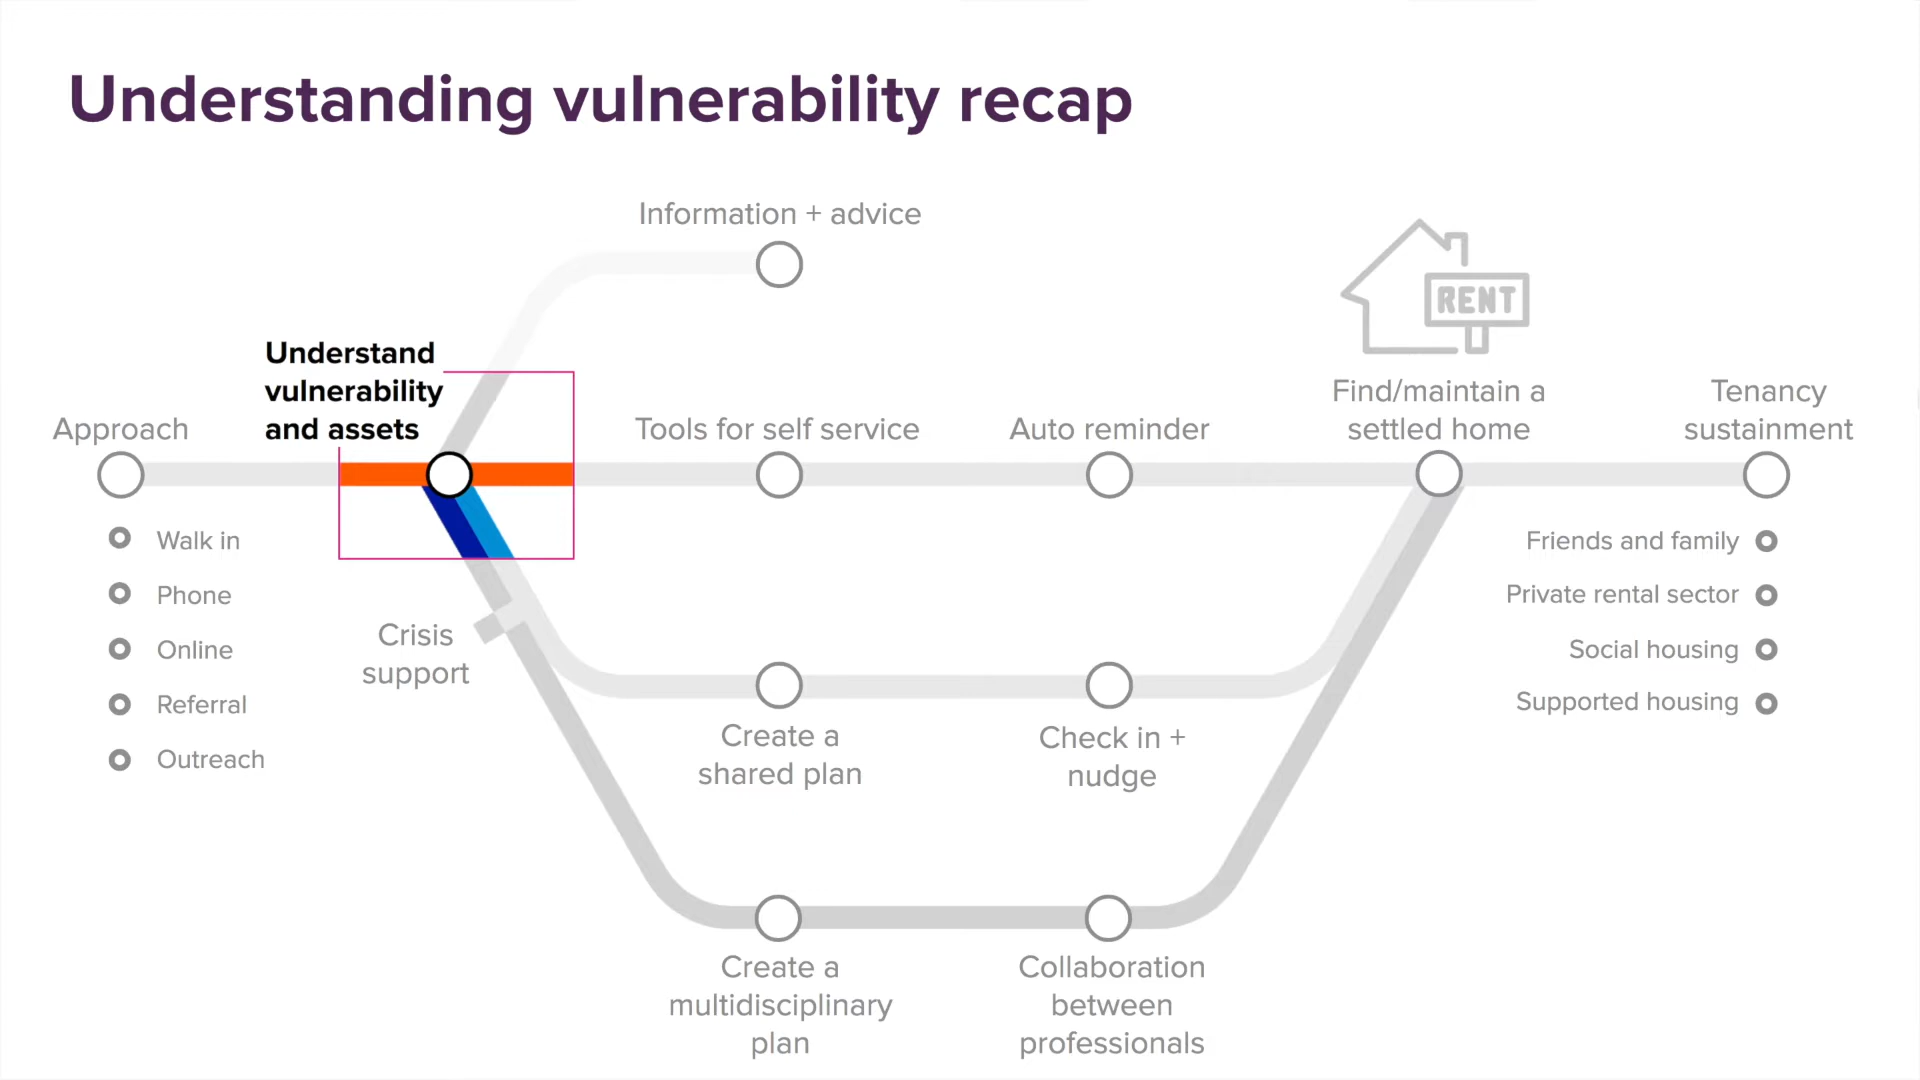 Understanding vulnerability recap
Information + advice
RENT
Understand
vulnerability
and assets
Approach
Tools for self service
Auto reminder
Find/maintain a
settled home
Tenancy
sustainment
Walk in
Phone
Online
Referral
Outreach
Crisis
support
Friends and family
Private rental sector
Social housing
Supported housing
Create a
shared plan
Check in +
nudge
Create a
multidisciplinary
plan
Collaboration
between
professionals